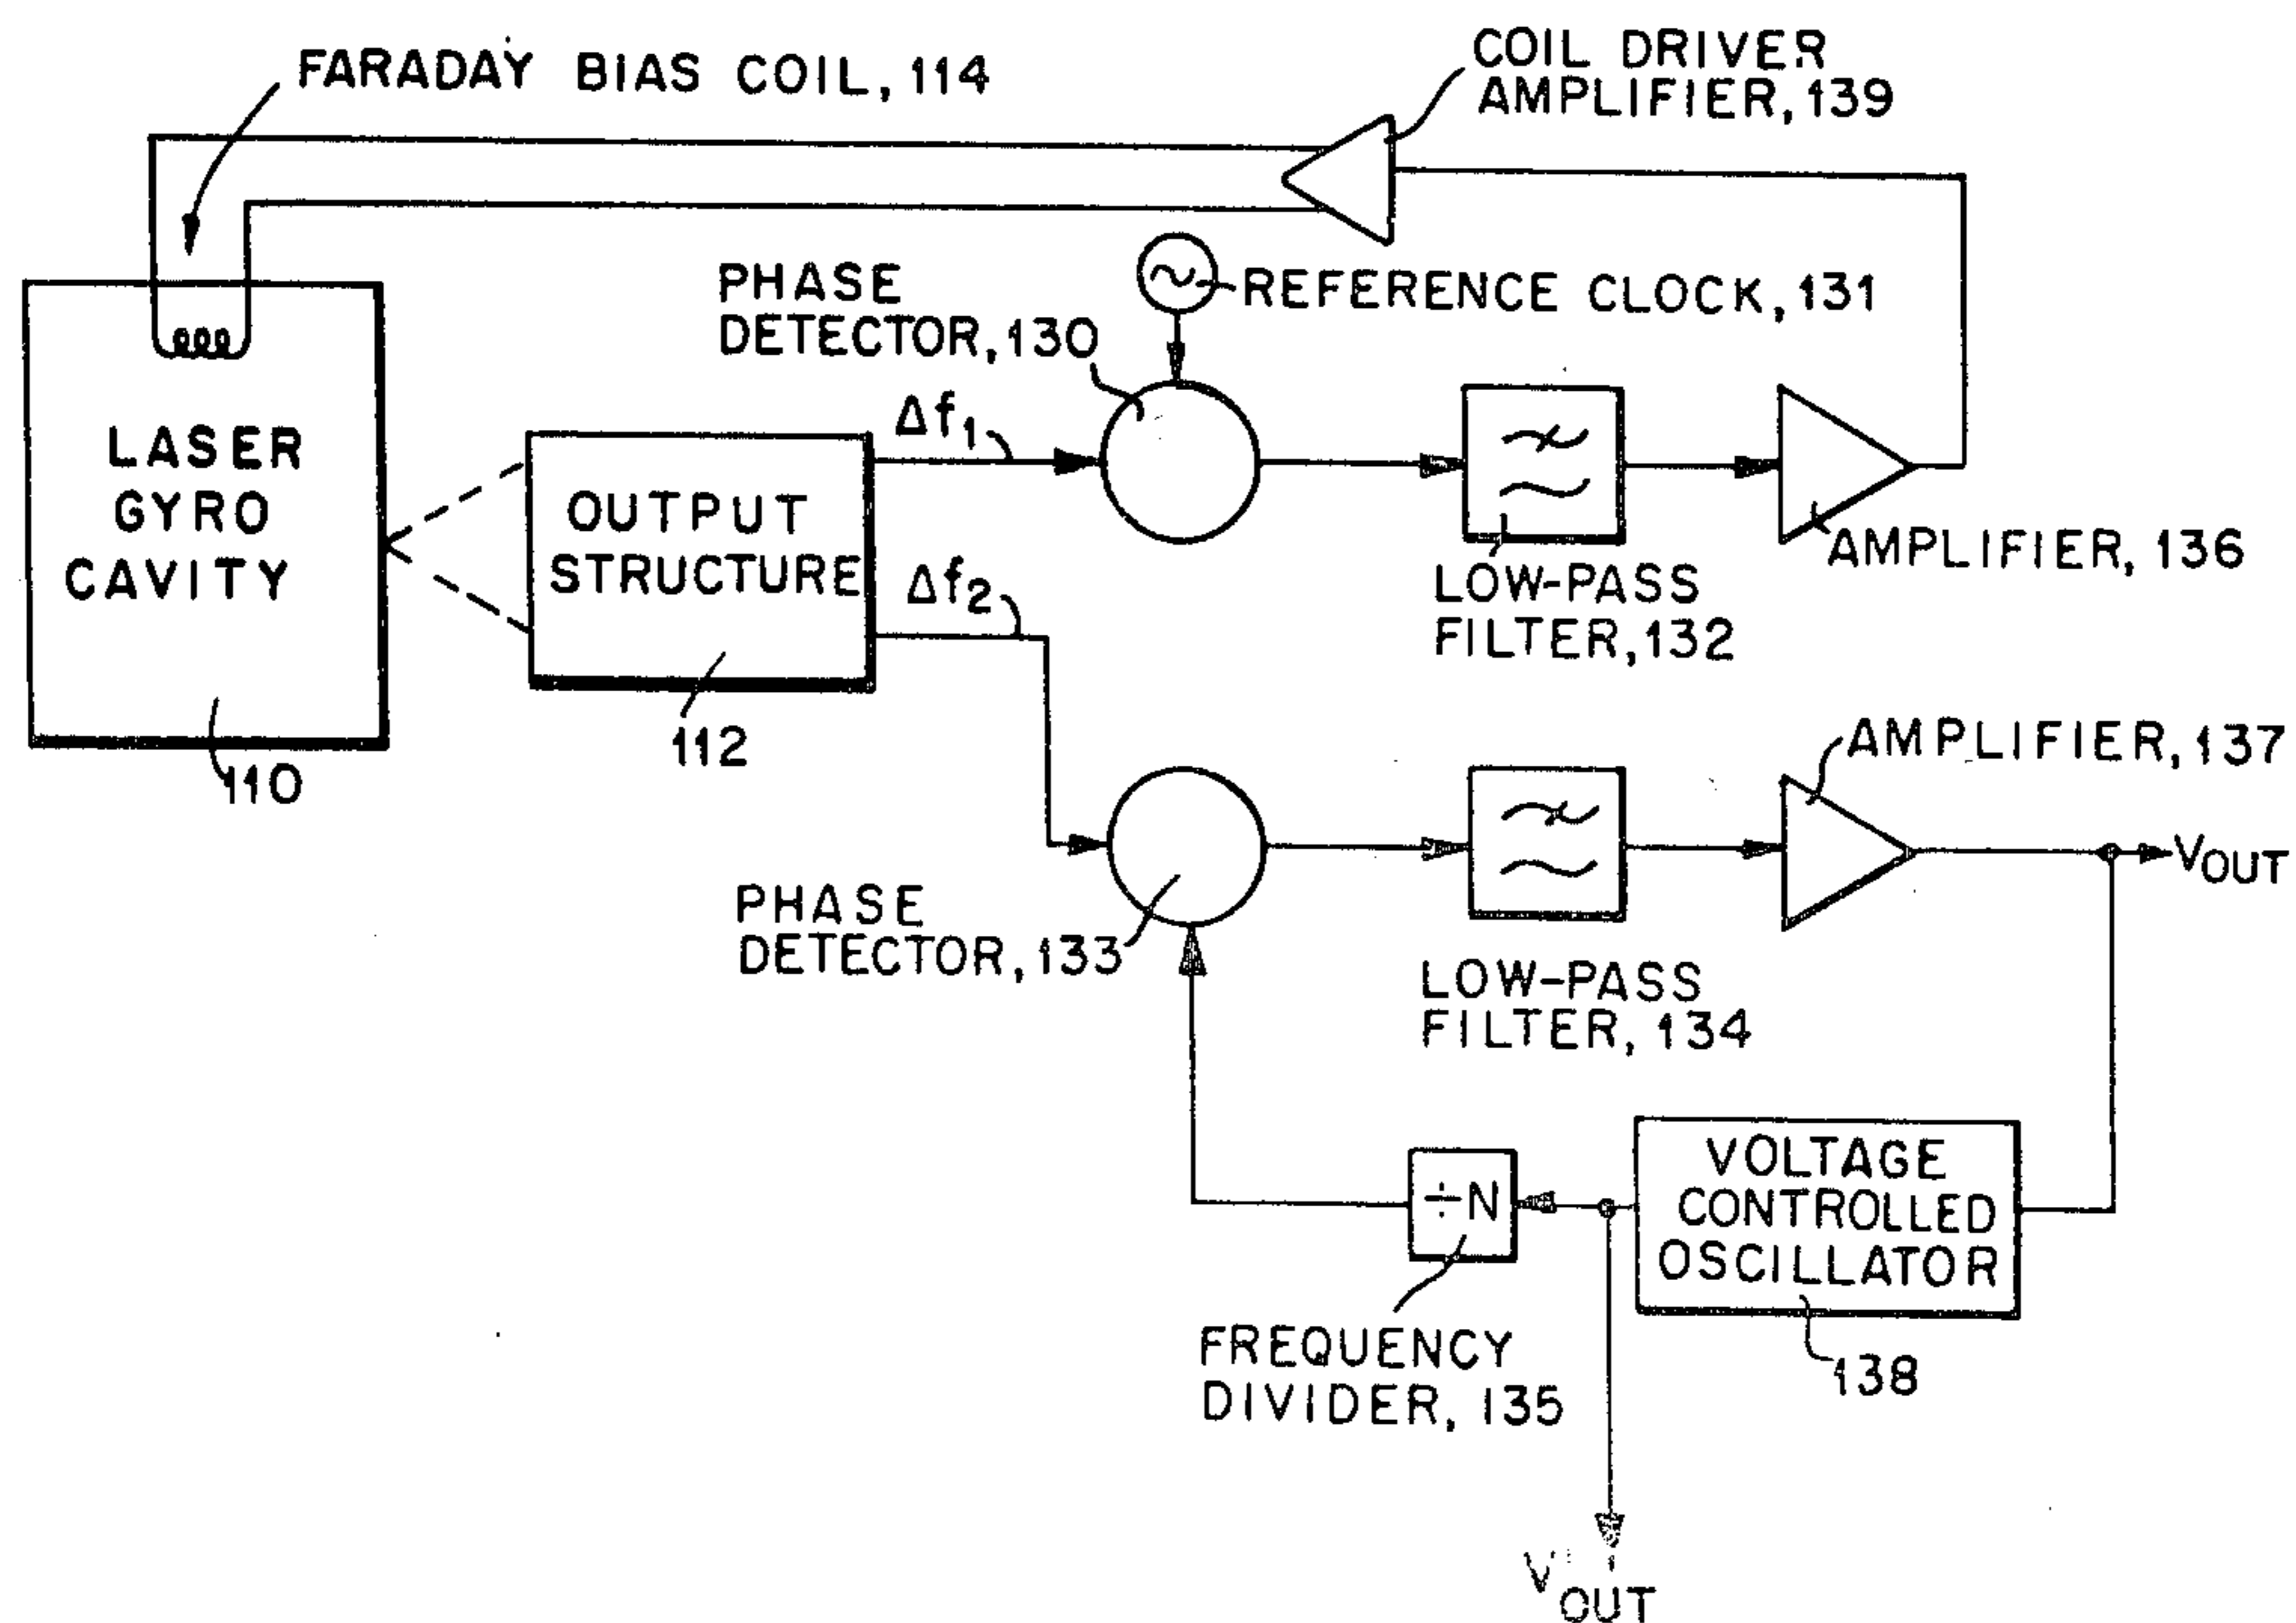 FARADAY BIAS COIL, 114
COIL DRIVER
AMPLIFIER, 139
PHASE
DETECTOR, 130
REFERENCE CLOCK, 131
LASER
GYRO
CAVITY
110
OUTPUT
STRUCTURE
112
Δf1
Δf2
LOW-PASS
FILTER, 132
AMPLIFIER, 136
AMPLIFIER, 137
VOUT
PHASE
DETECTOR, 133
LOW-PASS
FILTER, 134
÷N
FREQUENCY
DIVIDER, 135
VOLTAGE
CONTROLLED
OSCILLATOR
138
V'OUT